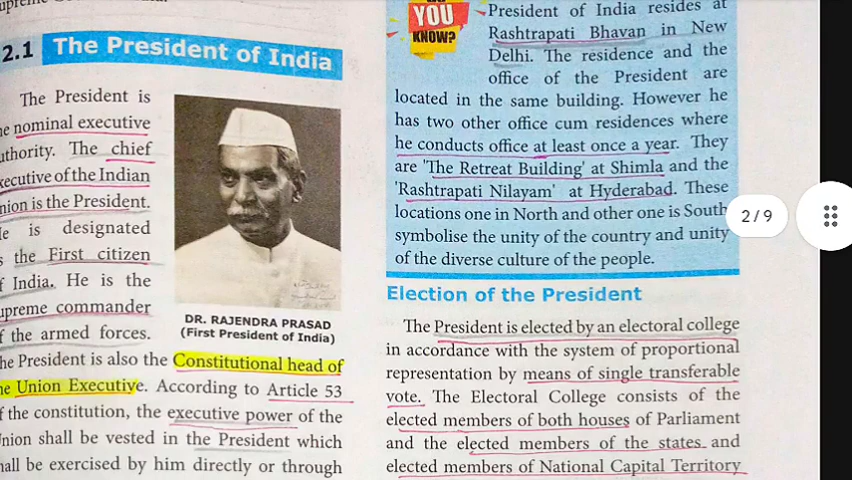 2.1 The President of India
The President is
nominal executive
The chief
of the Indian
is the President.
is designated
the First citizen
India. He is the
commander
the armed forces.
DR. RAJENDRA PRASAD
(First President of India)
President is also the Constitutional head of
Union Executive. According to Article 53
the constitution, the executive power of the
shall be vested in the President which
be exercised by him directly or through
YOU
KNOW?
President of India resides at
Rashtrapati Bhavan in New
Delhi. The residence and the
office of the President are
located in the same building. However he
has two other office cum residences where
he conducts office at least once a year. They
are 'The Retreat Building' at Shimla and the
'Rashtrapati Nilayam' at Hyderabad. These
locations one in North and other one is South
symbolise the unity of the country and unity
of the diverse culture of the people.
Election of the President
The President is elected by an electoral college
in accordance with the system of proportional
representation by means of single transferable
vote. The Electoral College consists of the
elected members of both houses of Parliament
and the elected members of the states and
elected members of National Capital Territory
2/9